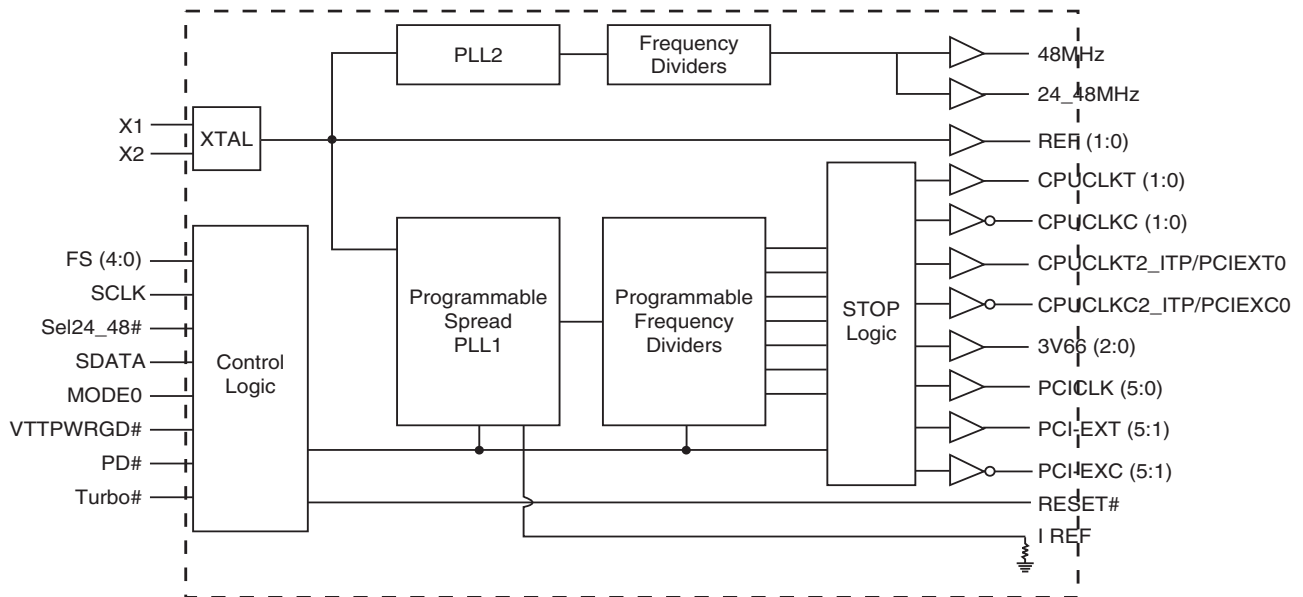 PLL2
Frequency
Dividers
48MHz
24_48MHz
X1
X2
XTAL
REF (1:0)
CPUCLKT (1:0)
CPUCLKC (1:0)
CPUCLKT2_ITP/PCIEXT0
CPUCLKC2_ITP/PCIEXC0
3V66 (2:0)
PCICLK (5:0)
PCI-EXT (5:1)
PCI-EXC (5:1)
RESET#
I REF
FS (4:0)
SCLK
Sel24_48#
SDATA
MODE0
VTTPWRGD#
PD#
Turbo#
Control
Logic
Programmable
Spread
PLL1
Programmable
Frequency
Dividers
STOP
Logic